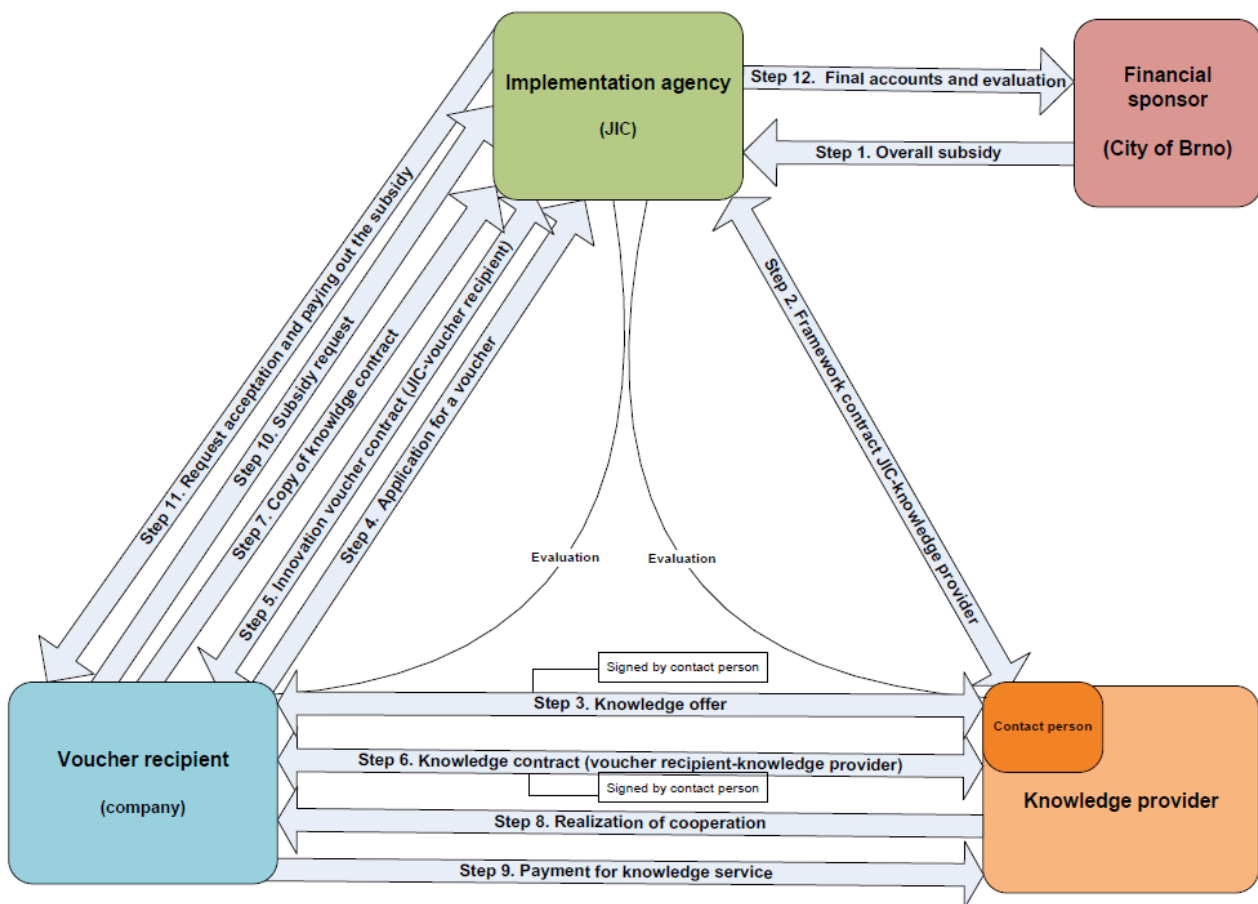 Implementation agency
(JIC)
Step 12. Final accounts and evaluation
Step 1. Overall subsidy
Financial
sponsor
(City of Brno)
Step 11. Request acceptation and paying out the subsidy
Step 10. Subsidy request
Step 7. Copy of knowldge contract
Step 5. Innovation voucher contract (JIC-voucher recipient)
Step 4. Application for a voucher
Step 2. Framework contract JIC-knowledge provider
Evaluation
Evaluation
Signed by contact person
Step 3. Knowledge offer
Step 6. Knowledge contract (voucher recipient-knowledge provider)
Signed by contact person
Step 8. Realization of cooperation
Step 9. Payment for knowledge service
Voucher recipient
(company)
Contact person
Knowledge provider